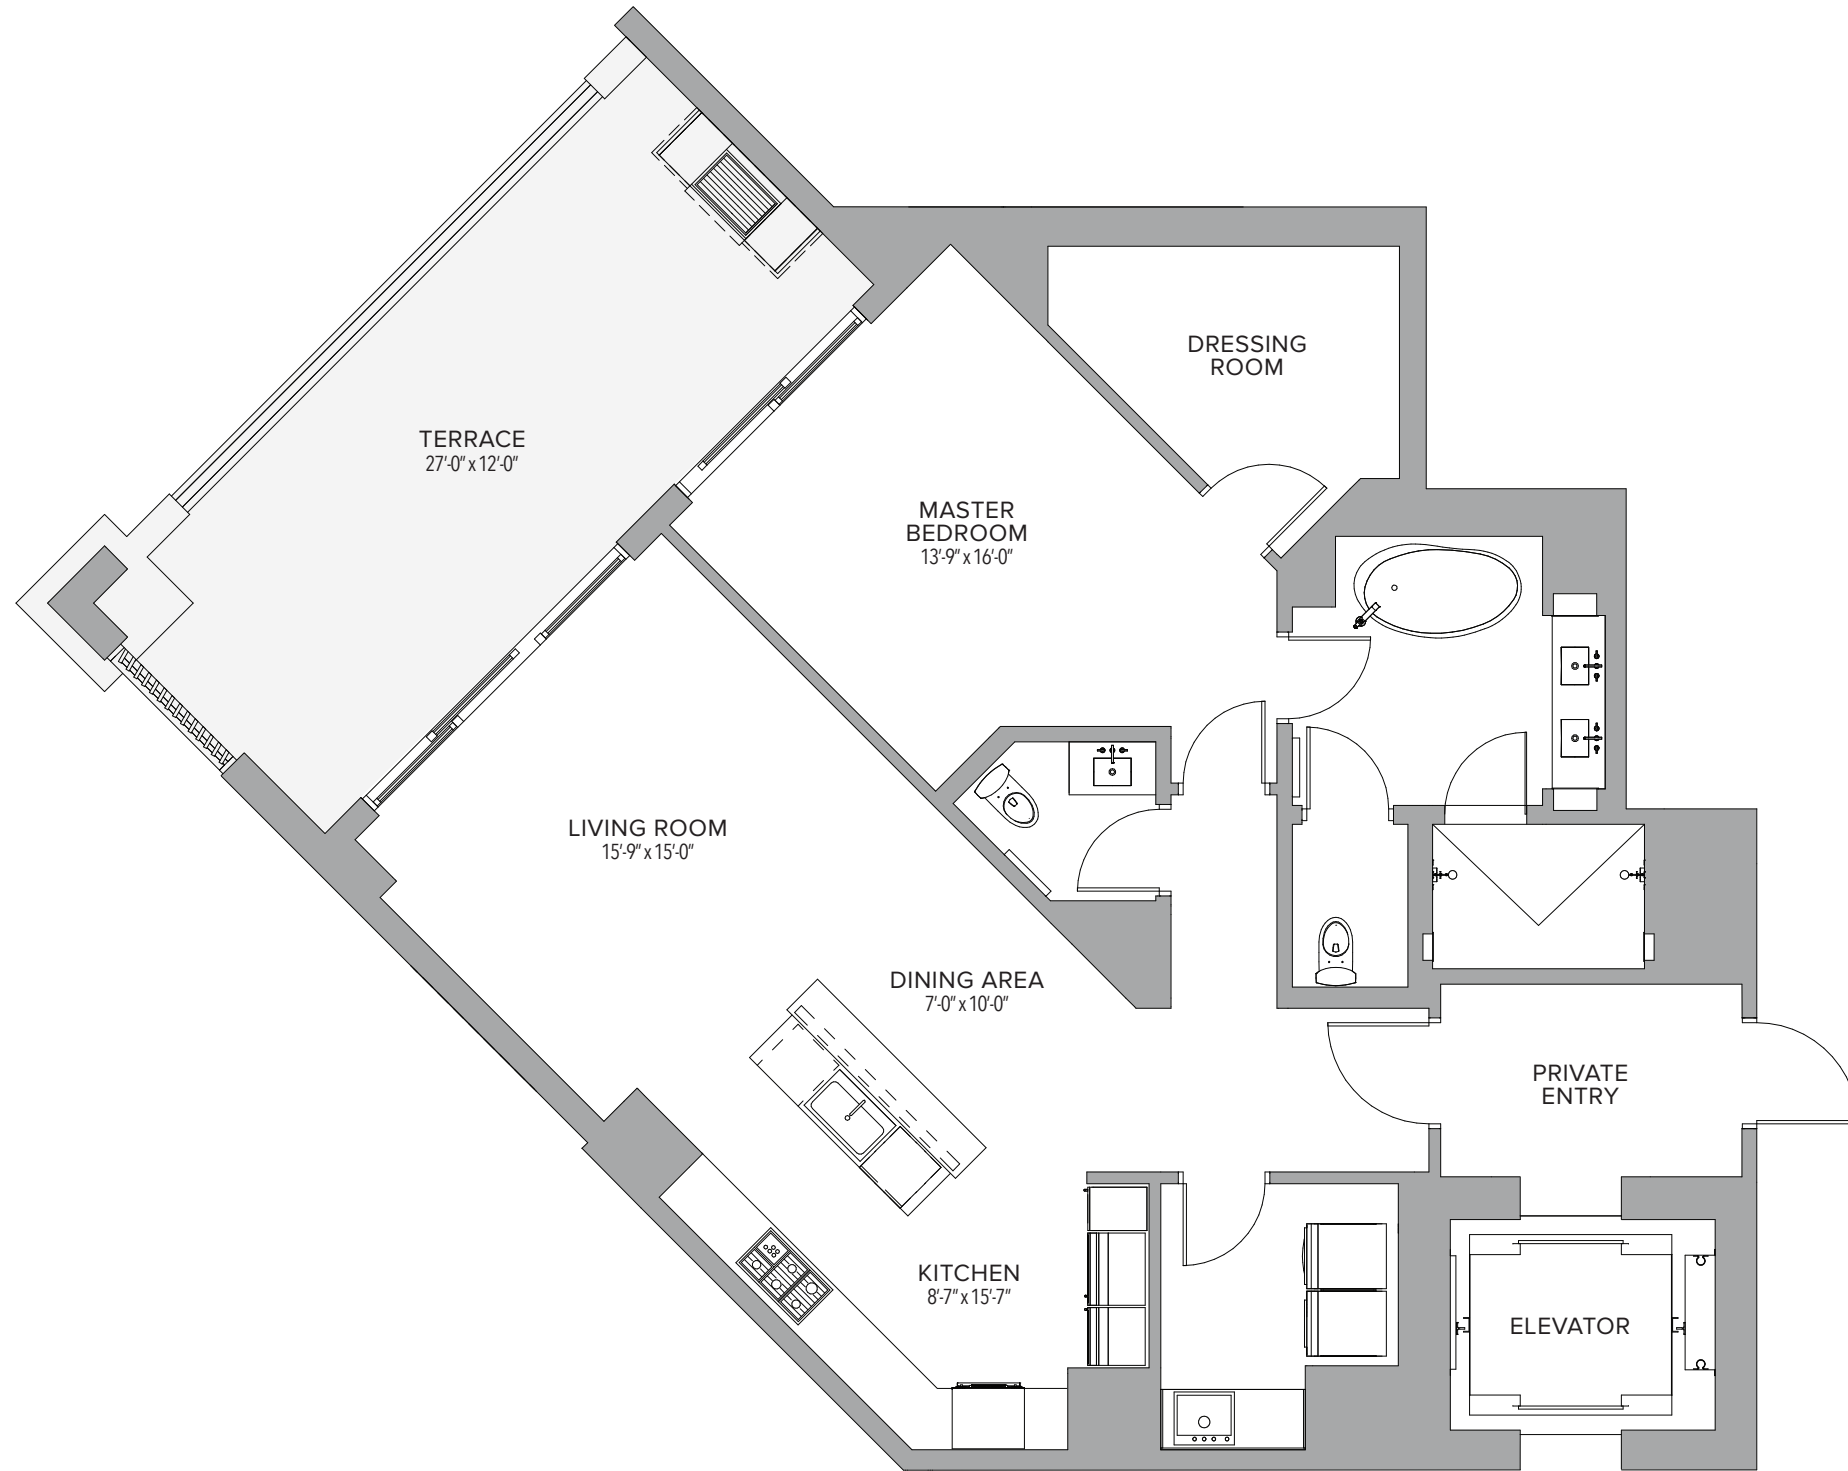 DRESSING
ROOM
TERRACE
27'-0" x 12'-0"
MASTER
BEDROOM
13'-9" x 16'-0"
LIVING ROOM
15'-9" x 15'-0"
DINING AREA
7'-0" x 10'-0"
PRIVATE
ENTRY
KITCHEN
8'-7" x 15'-7"
ELEVATOR